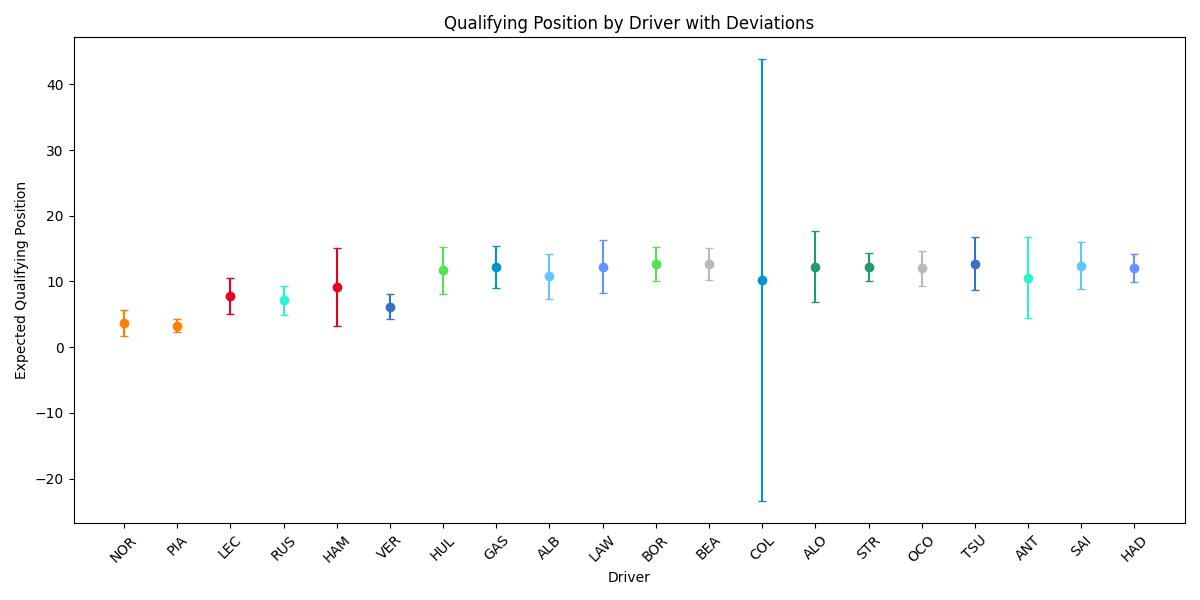 Qualifying Position by Driver with Deviations
Expected Qualifying Position
40
30
20
10
0
−10
−20
NOR PIA LEC RUS HAM VER HUL GAS ALB LAW BOR BEA COL ALO STR OCO TSU ANT SAI HAD
Driver